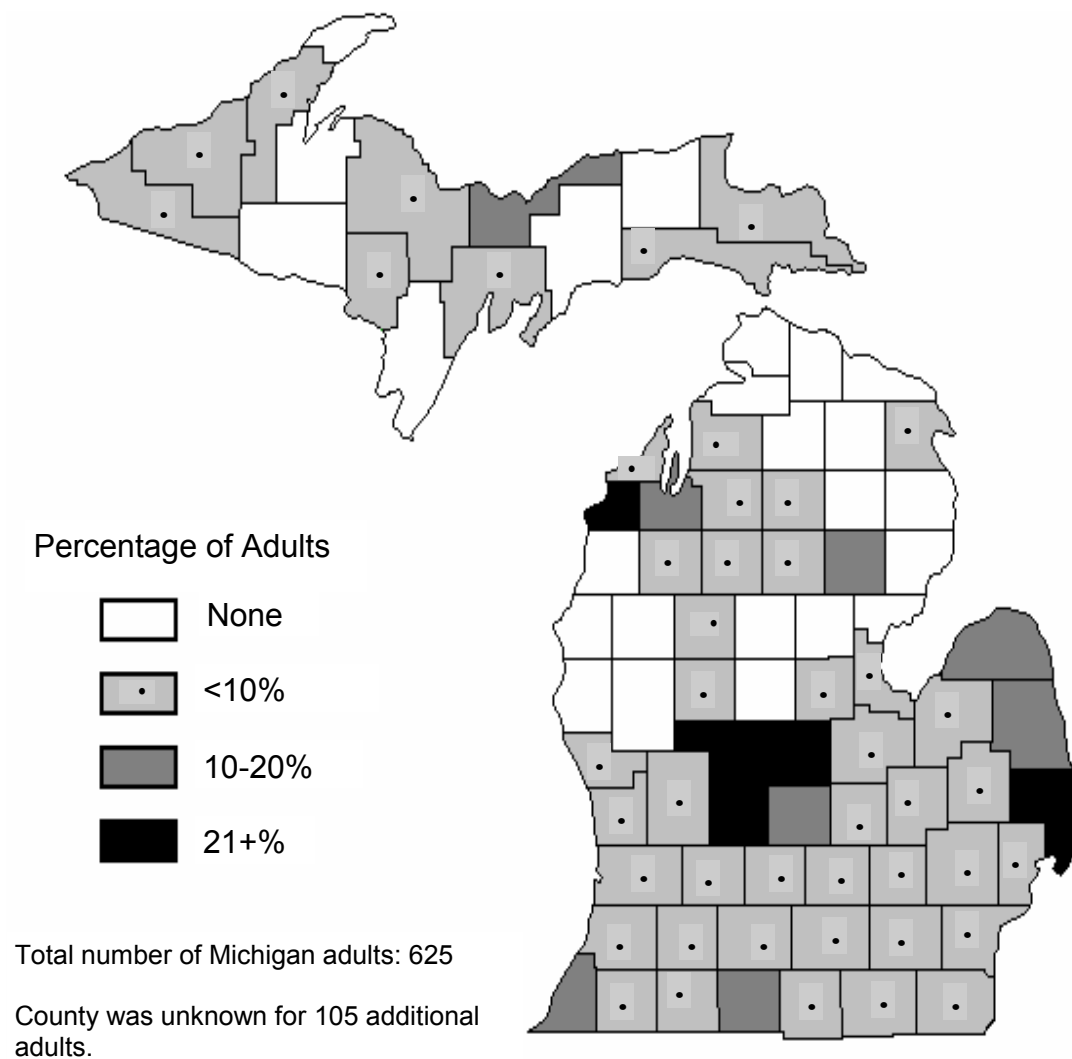 Percentage of Adults
None
<10%
10-20%
21+%
Total number of Michigan adults: 625
County was unknown for 105 additional
adults.